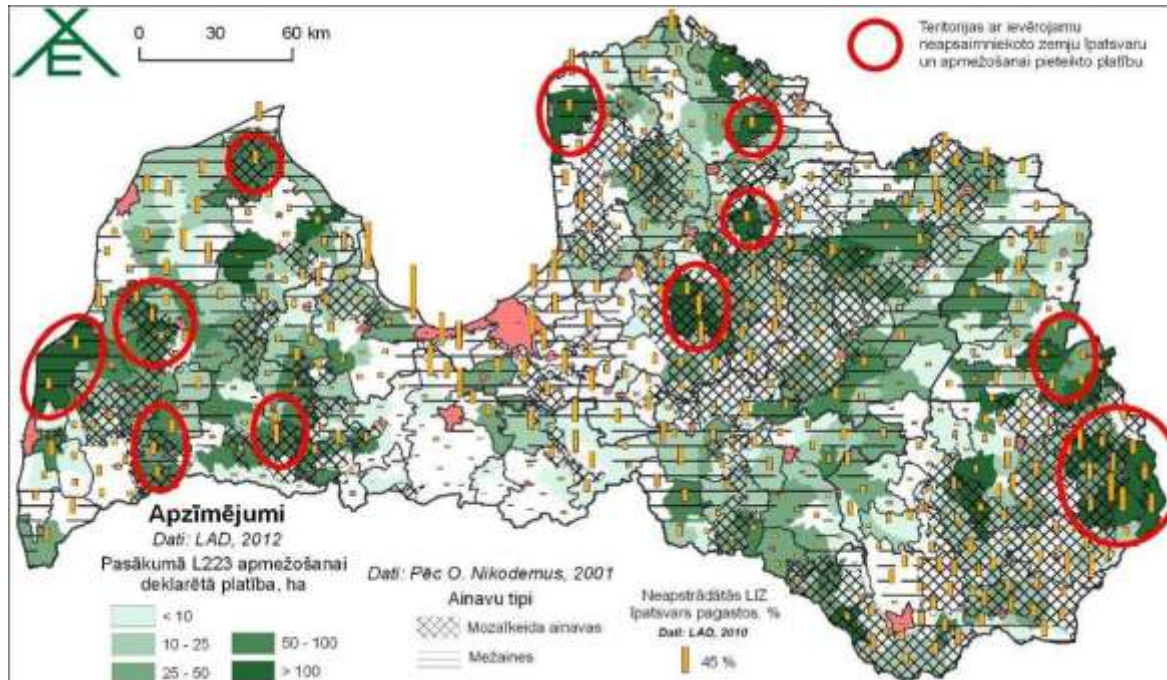 0 30 60 km
Teritorijas ar ievērojamu
neapsaimniekoto zemju īpatsvaru
un apmežošanai pieteikto platību
Apzīmējumi
Dati: LAD, 2012
Pasākumā L223 apmežošanai
deklarētā platība, ha
< 10
10 - 25
25 - 50
50 - 100
> 100
Dati: Pēc O. Nikodemus, 2001
Ainavu tipi
Mozaīkeida ainavas
Mežaines
Neapstrādātās LIZ
īpatsvars pagastos, %
Dati: LAD, 2010
45 %